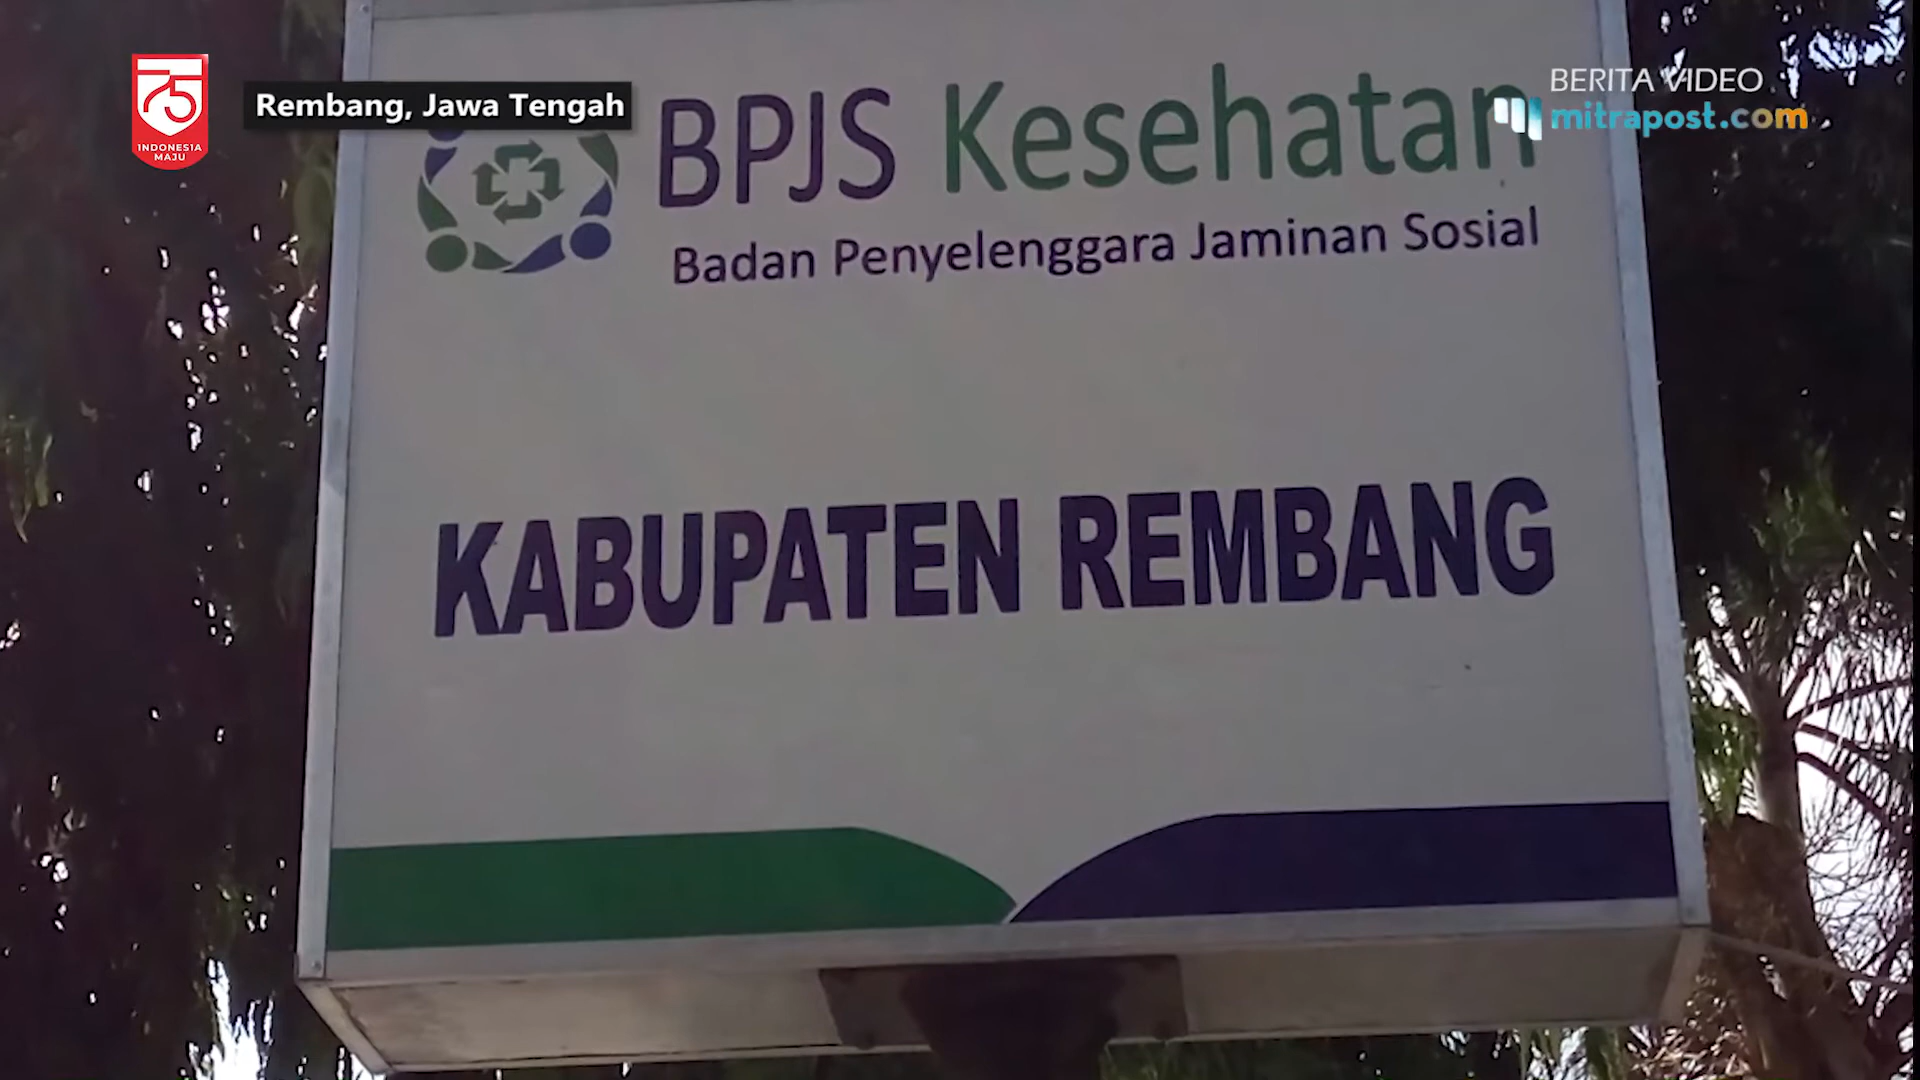 75
INDONESIA
MAJU
Rembang, Jawa Tengah
BERITA VIDEO
mitrapost.com
BPJS Kesehatan
Badan Penyelenggara Jaminan Sosial
KABUPATEN REMBANG